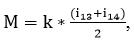 M = k * (i₁₃+i₁₄)/2,